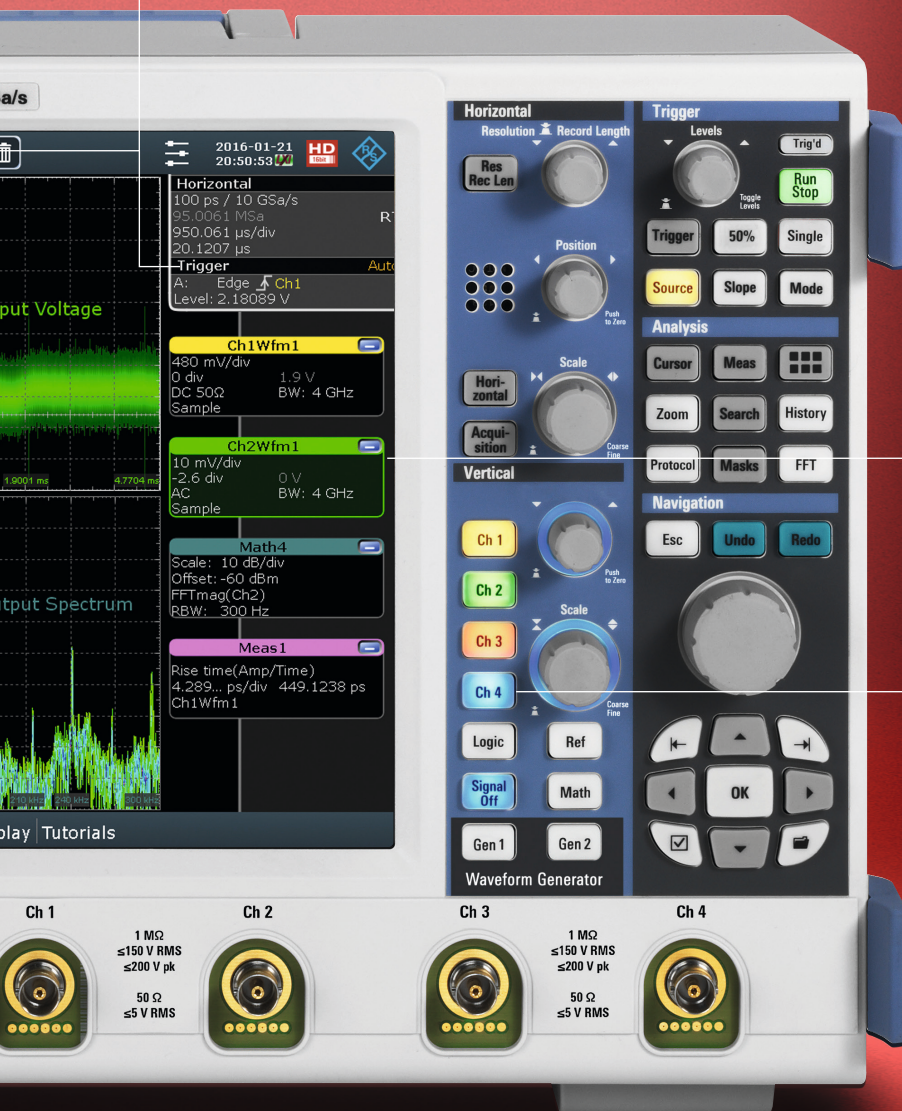 a/s
2016-01-21
20:50:53
HD
16bit
R S
Horizontal
100 ps / 10 GSa/s
95.0061 MSa
950.061 µs/div
20.1207 µs
Trigger
Auto
A: Edge Ch1
Level: 2.18089 V
put Voltage
1.9001 ms
4.7704 ms
Ch1Wfm1
480 mV/div
0 div 1.9 V
DC 50Ω BW: 4 GHz
Sample
Ch2Wfm1
10 mV/div
-2.6 div 0 V
AC BW: 4 GHz
Sample
Math4
Scale: 10 dB/div
Offset: -60 dBm
FFTmag(Ch2)
RBW: 300 Hz
tput Spectrum
210 kHz
240 kHz
300 kHz
Meas1
Rise time(Amp/Time)
4.289... ps/div 449.1238 ps
Ch1Wfm1
play Tutorials
Horizontal
Resolution Record Length
Res
Rec Len
Position
Push
to Zero
Scale
Hori-
zontal
Acqui-
sition
Coarse
Fine
Vertical
Ch 1
Push
to Zero
Ch 2
Scale
Ch 3
Ch 4
Coarse
Fine
Logic
Ref
Signal
Off
Math
Gen 1
Gen 2
Waveform Generator
Trigger
Levels
Trig'd
Run
Stop
Toggle
Levels
Trigger
50%
Single
Source
Slope
Mode
Analysis
Cursor
Meas
Zoom
Search
History
Protocol
Masks
FFT
Navigation
Esc
Undo
Redo
OK
Ch 1
1 MΩ
≤150 V RMS
≤200 V pk
50 Ω
≤5 V RMS
Ch 2
Ch 3
1 MΩ
≤150 V RMS
≤200 V pk
50 Ω
≤5 V RMS
Ch 4